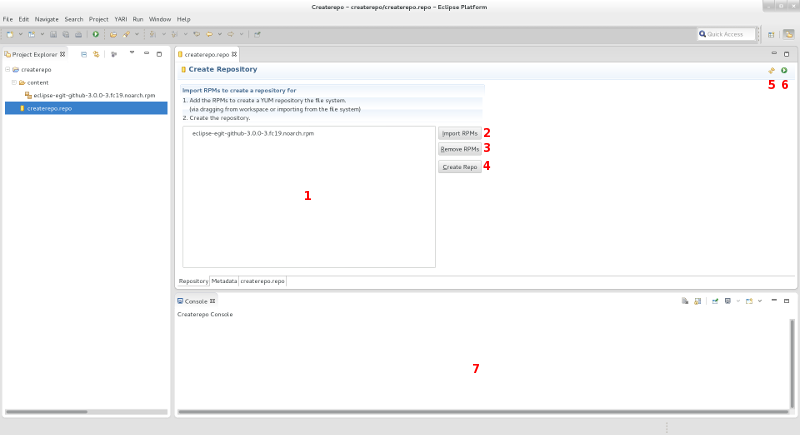 Createrepo - createrepo/createrepo.repo - Eclipse Platform
File Edit Navigate Search Project YARI Run Window Help
Quick Access
Project Explorer
createrepo
content
eclipse-egit-github-3.0.0-3.fc19.noarch.rpm
createrepo.repo
createrepo.repo
Create Repository
5 6
Import RPMs to create a repository for
1. Add the RPMs to create a YUM repository the file system.
(via dragging from workspace or importing from the file system)
2. Create the repository.
eclipse-egit-github-3.0.0-3.fc19.noarch.rpm
Import RPMs 2
Remove RPMs 3
Create Repo 4
1
Repository Metadata createrepo.repo
Console
Createrepo Console
7